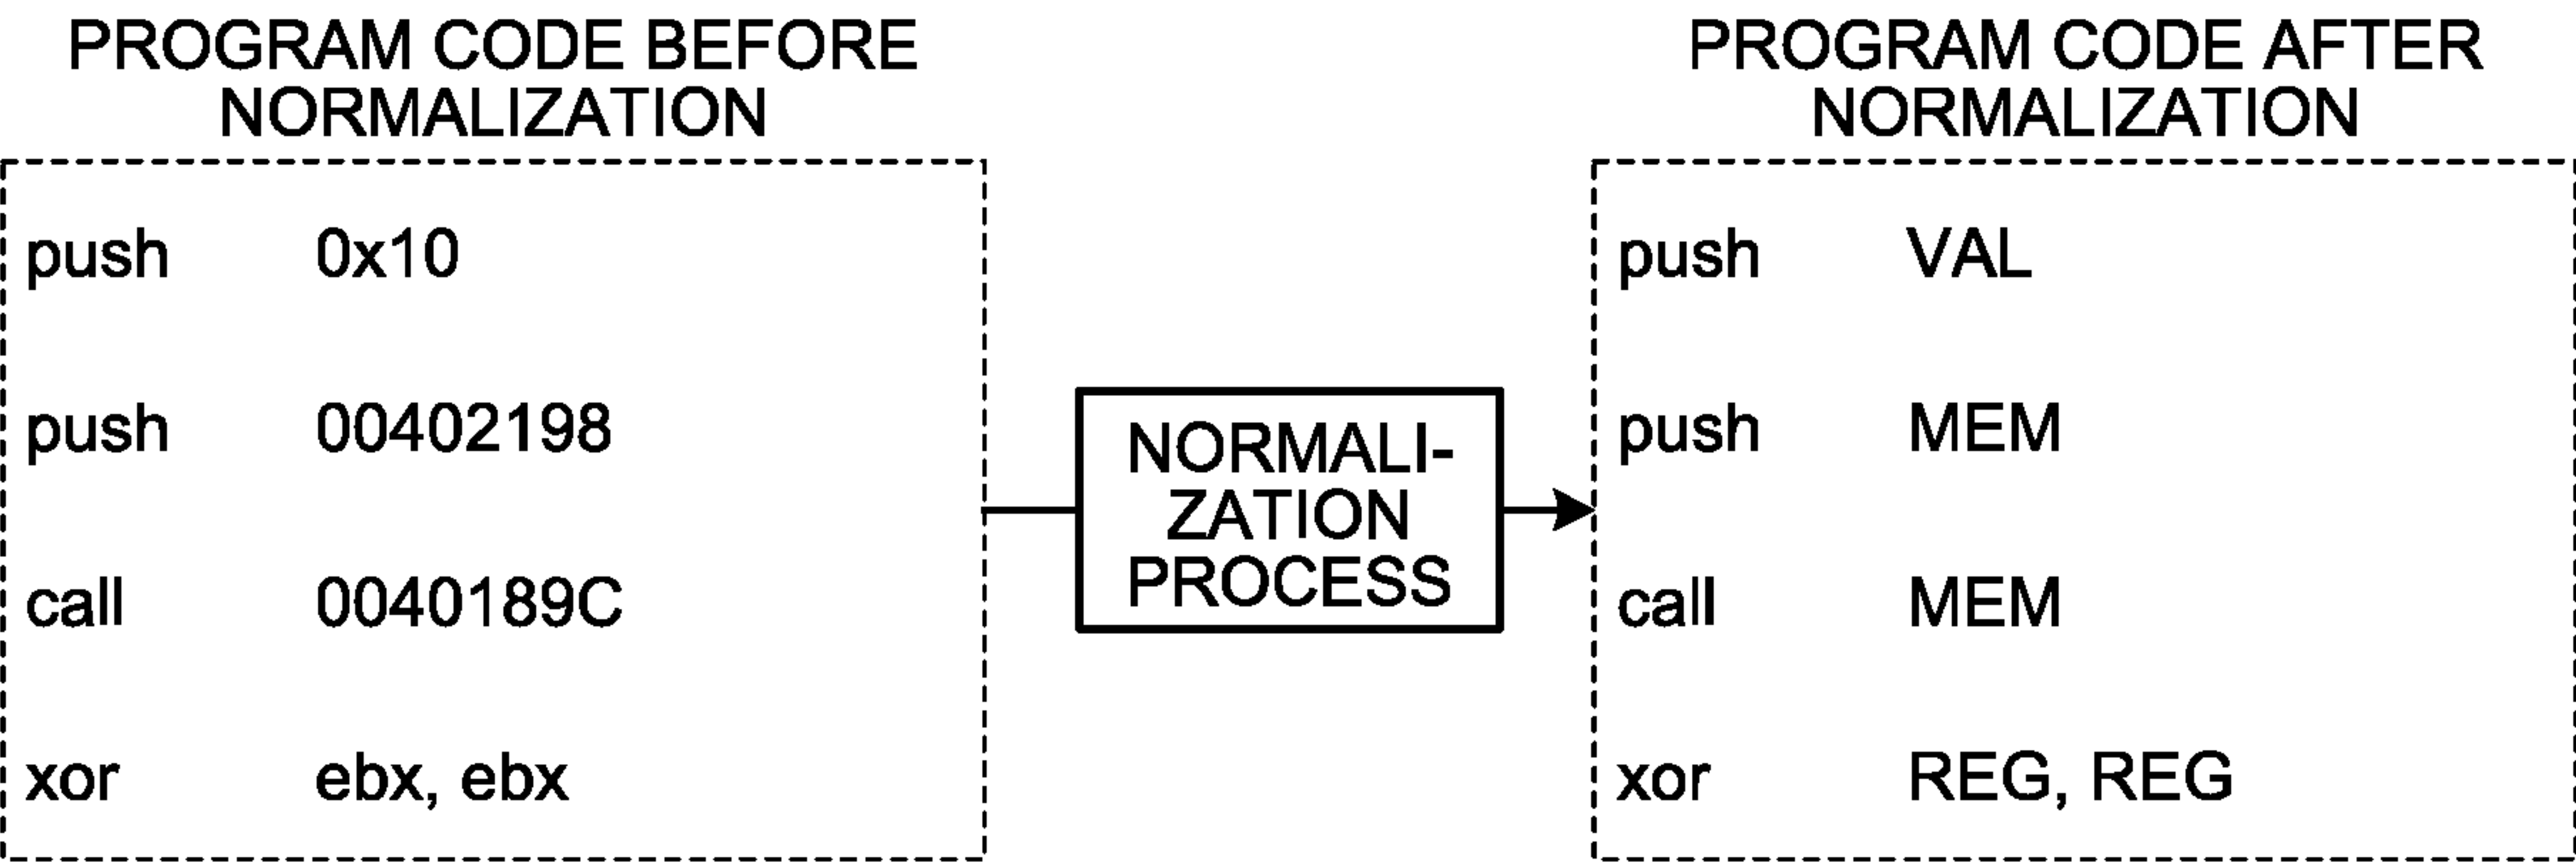 PROGRAM CODE BEFORE
NORMALIZATION
push 0x10
push 00402198
call 0040189C
xor ebx, ebx
NORMALI-
ZATION
PROCESS
PROGRAM CODE AFTER
NORMALIZATION
push VAL
push MEM
call MEM
xor REG, REG